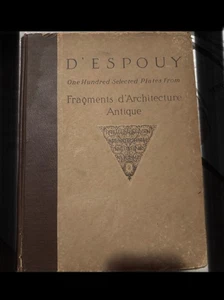 D'ESPOUY
One Hundred Selected Plates from
Fragments d'Architecture
Antique